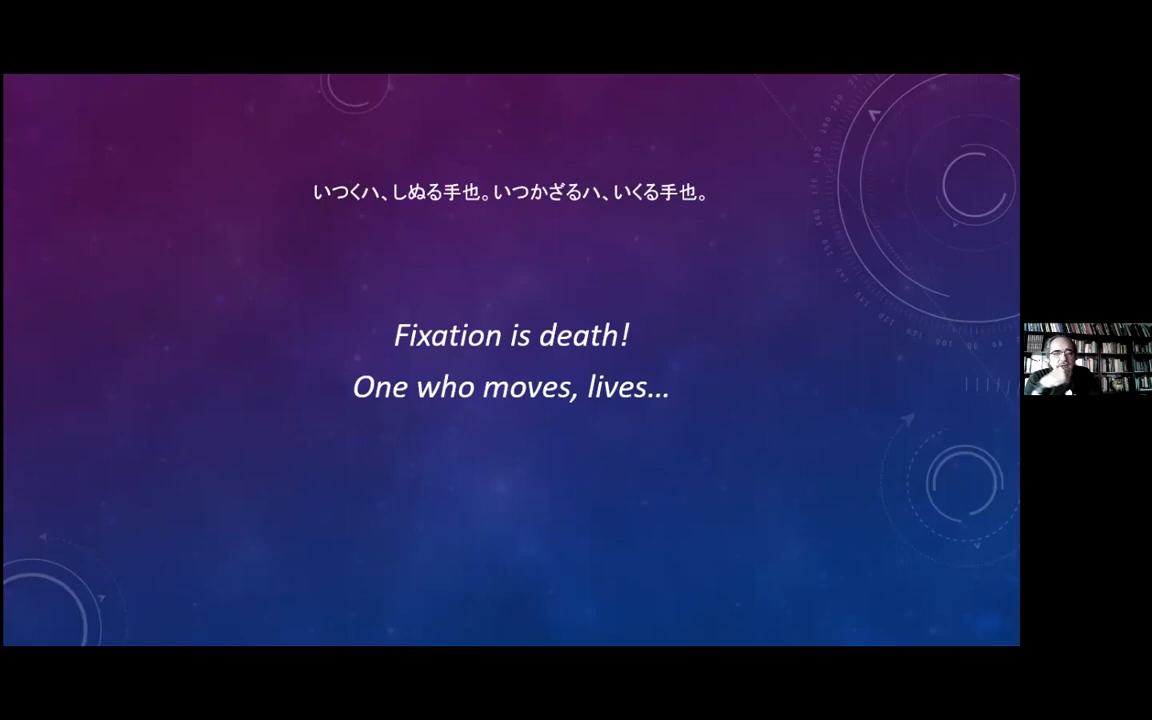 いつくハ、しぬる手也。いつかざるハ、いくる手也。
Fixation is death!
One who moves, lives...